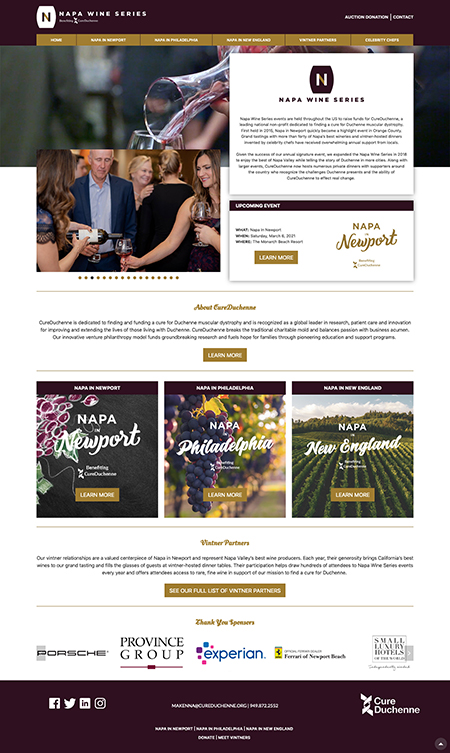 N NAPA WINE SERIES
Benefiting CureDuchenne
AUCTION DONATION | CONTACT
HOME NAPA IN NEWPORT NAPA IN PHILADELPHIA NAPA IN NEW ENGLAND VINTNER PARTNERS CELEBRITY CHEFS
N
NAPA WINE SERIES
Napa Wine Series events are held throughout the US to raise funds for CureDuchenne, a
leading national non-profit dedicated to finding a cure for Duchenne muscular dystrophy.
First held in 2015, Napa in Newport quickly became a highlight event in Orange County.
Grand tastings with more than forty of Napa's best wineries and vintner-hosted dinners
invented by celebrity chefs have received overwhelming annual support from locals.
Given the success of our annual signature event, we expanded the Napa Wine Series in 2018
to enjoy the best of Napa Valley while telling the story of Duchenne in more cities. Along with
larger events, CureDuchenne now hosts numerous private dinners with supporters around
the country who recognize the challenges Duchenne presents and the ability of
CureDuchenne to effect real change.
UPCOMING EVENT
WHAT: Napa in Newport
WHEN: Saturday, March 6, 2021
WHERE: The Monarch Beach Resort
LEARN MORE
NAPA
IN
Newport
Benefiting
CureDuchenne
About CureDuchenne
CureDuchenne is dedicated to finding and funding a cure for Duchenne muscular dystrophy and is recognized as a global leader in research, patient care and innovation
for improving and extending the lives of those living with Duchenne. CureDuchenne breaks the traditional charitable mold and balances passion with business acumen.
Our innovative venture philanthropy model funds groundbreaking research and fuels hope for families through pioneering education and support programs.
LEARN MORE
NAPA IN NEWPORT
NAPA
IN
Newport
Benefiting
CureDuchenne
LEARN MORE
NAPA IN PHILADELPHIA
NAPA
IN
Philadelphia
Benefiting
CureDuchenne
LEARN MORE
NAPA IN NEW ENGLAND
NAPA
IN
New England
Benefiting
CureDuchenne
LEARN MORE
Vintner Partners
Our vintner relationships are a valued centerpiece of Napa in Newport and represent Napa Valley's best wine producers. Each year, their generosity brings California's best
wines to our grand tasting and fills the glasses of guests at vintner-hosted dinner tables. Their participation helps draw hundreds of attendees to Napa Wine Series events
every year and offers attendees access to rare, fine wine in support of our mission to find a cure for Duchenne.
SEE OUR FULL LIST OF VINTNER PARTNERS
Thank You Sponsors
PORSCHE
PROVINCE
GROUP
experian.
OFFICIAL FERRARI DEALER
Ferrari of Newport Beach
SMALL
LUXURY
HOTELS
OF THE WORLD
Independently minded
MAKENNA@CUREDUCHENNE.ORG | 949.872.2552
Cure
Duchenne
NAPA IN NEWPORT | NAPA IN PHILADELPHIA | NAPA IN NEW ENGLAND
DONATE | MEET VINTNERS